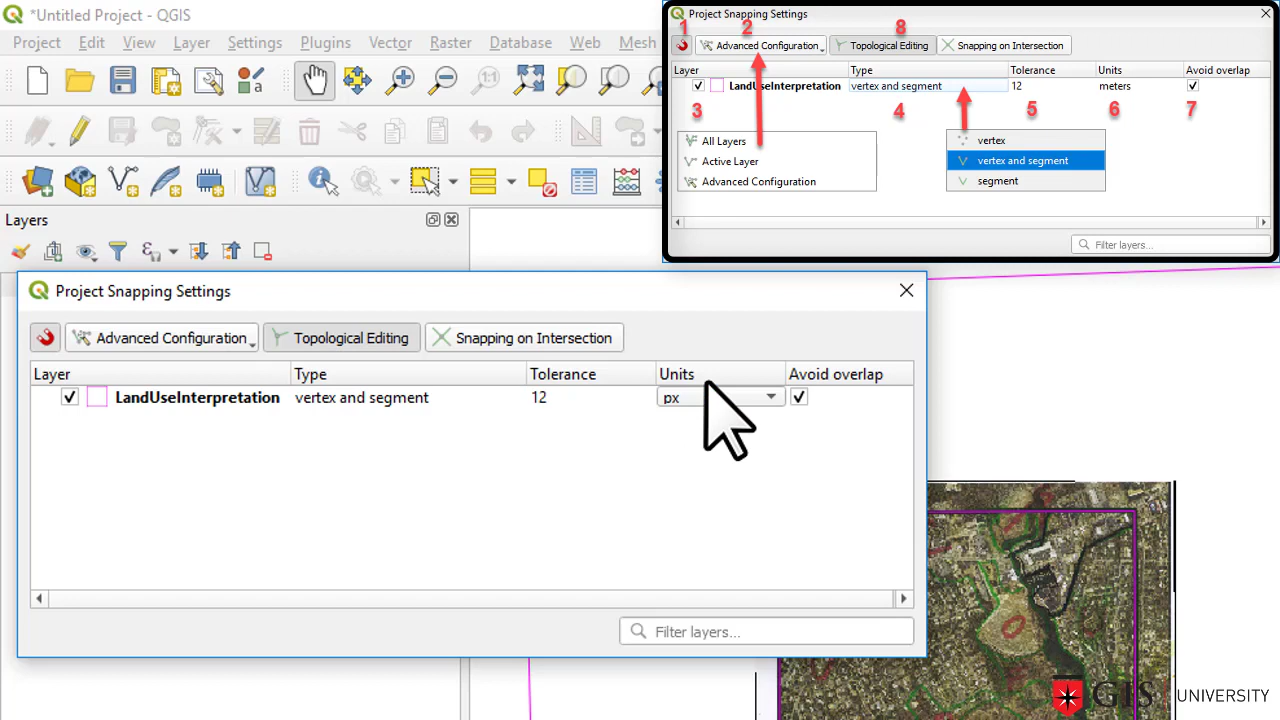 *Untitled Project - QGIS
Project Edit View Layer Settings Plugins Vector Raster Database Web Mesh
Project Snapping Settings
1 2 8
Advanced Configuration Topological Editing Snapping on Intersection
Layer Type Tolerance Units Avoid overlap
LandUseInterpretation vertex and segment 12 meters
3 4 5 6 7
All Layers vertex
Active Layer vertex and segment
Advanced Configuration segment
Filter layers...
Layers
Project Snapping Settings
Advanced Configuration Topological Editing Snapping on Intersection
Layer Type Tolerance Units Avoid overlap
LandUseInterpretation vertex and segment 12 px
Filter layers...
GIS UNIVERSITY